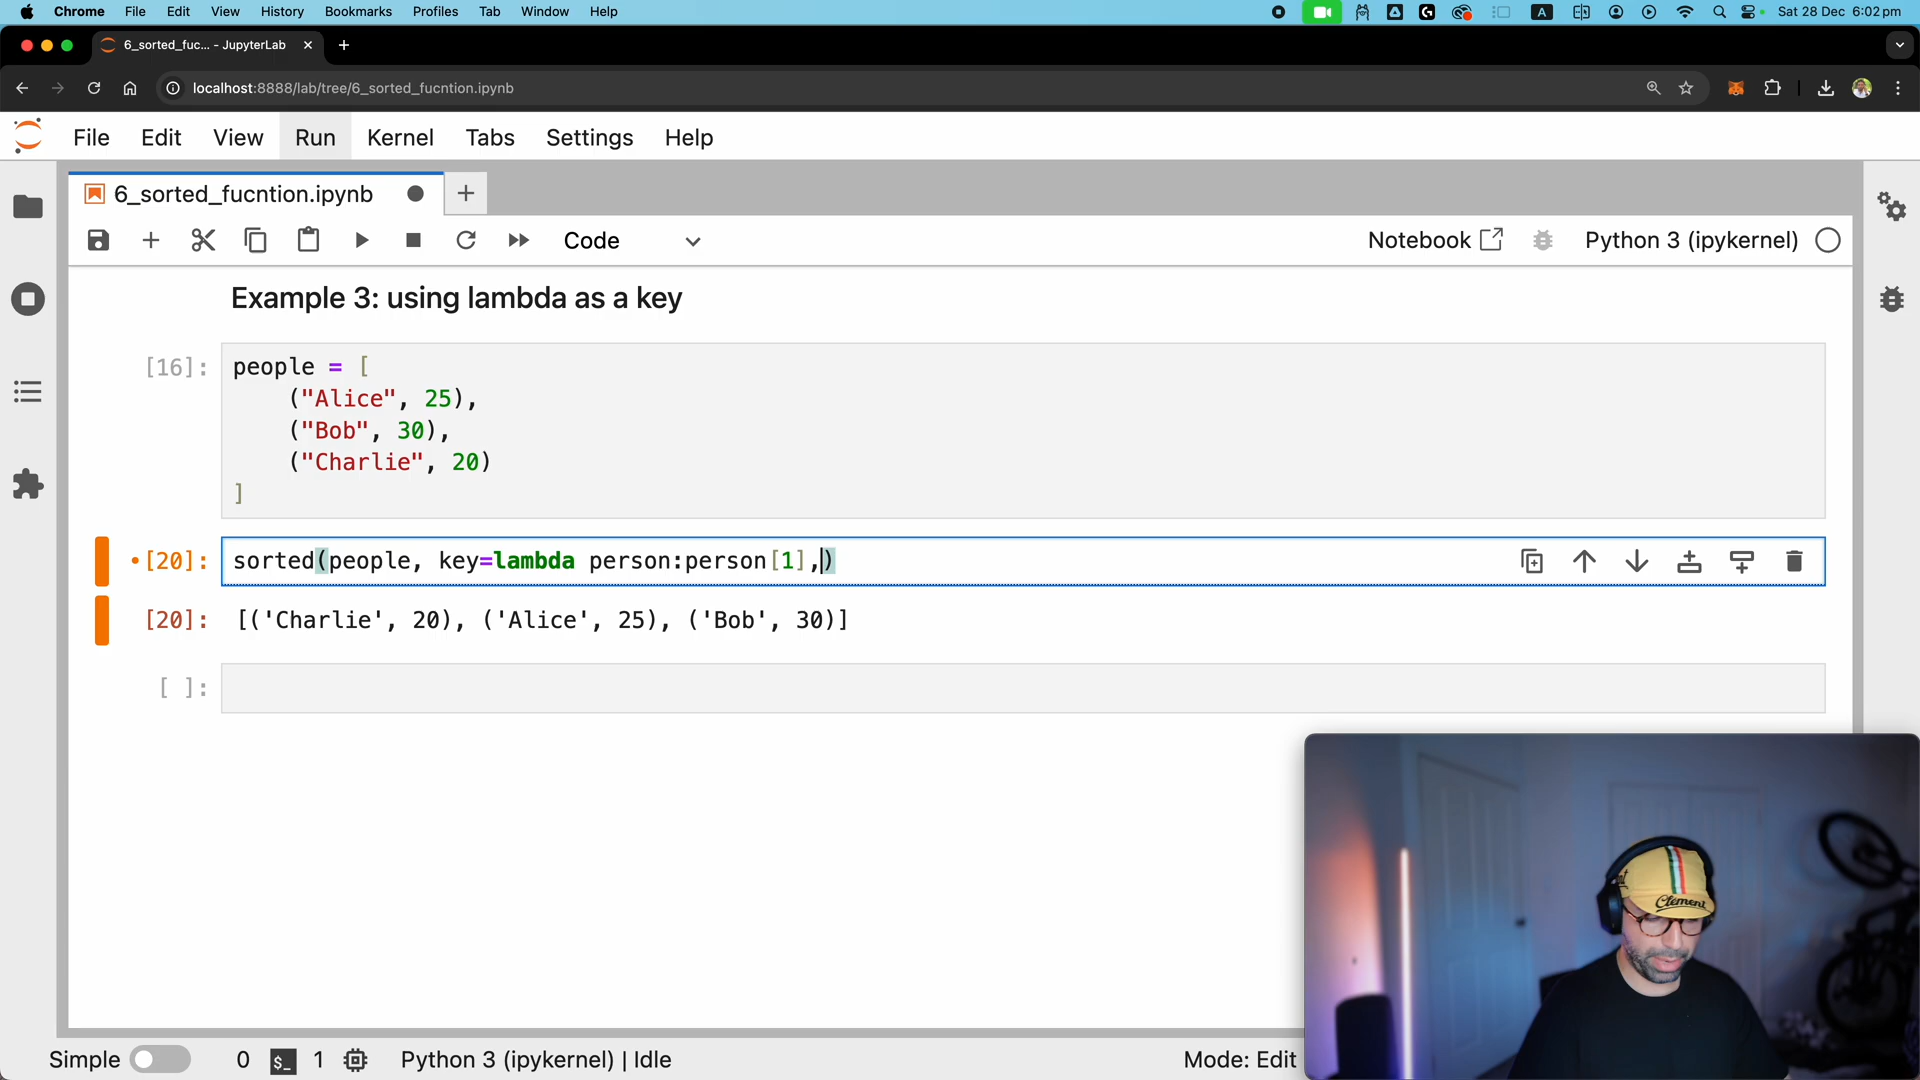 Chrome File Edit View History Bookmarks Profiles Tab Window Help
A Sat 28 Dec 6:02 pm
6_sorted_fuc... - JupyterLab
localhost:8888/lab/tree/6_sorted_fucntion.ipynb
File Edit View Run Kernel Tabs Settings Help
6_sorted_fucntion.ipynb
Code Notebook Python 3 (ipykernel)
Example 3: using lambda as a key
[16]: people = [
("Alice", 25),
("Bob", 30),
("Charlie", 20)
]
[20]: sorted(people, key=lambda person:person[1],)
[20]: [('Charlie', 20), ('Alice', 25), ('Bob', 30)]
[ ]:
Clément
Simple 0 $_ 1 Python 3 (ipykernel) | Idle Mode: Edit